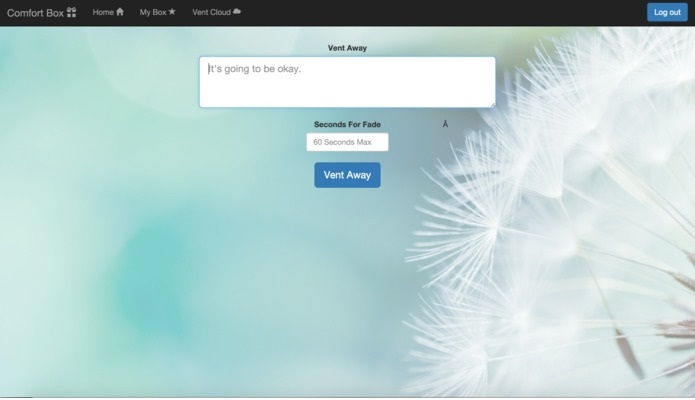 Comfort Box Home My Box Vent Cloud Log out
Vent Away
It's going to be okay.
Seconds For Fade Â
60 Seconds Max
Vent Away